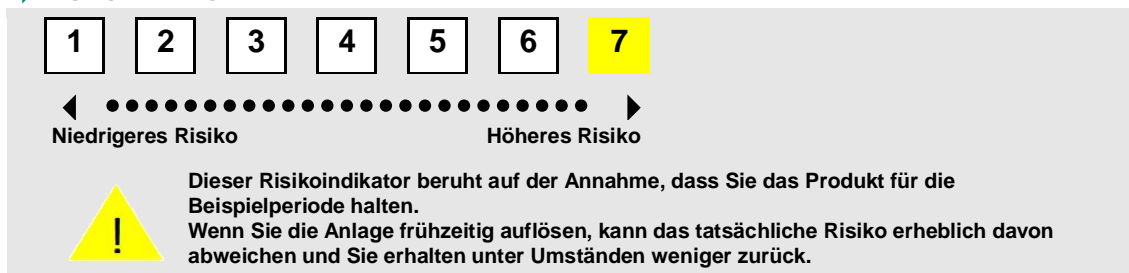 1 2 3 4 5 6 7
Niedrigeres Risiko Höheres Risiko
Dieser Risikoindikator beruht auf der Annahme, dass Sie das Produkt für die
Beispielperiode halten.
! Wenn Sie die Anlage frühzeitig auflösen, kann das tatsächliche Risiko erheblich davon
abweichen und Sie erhalten unter Umständen weniger zurück.